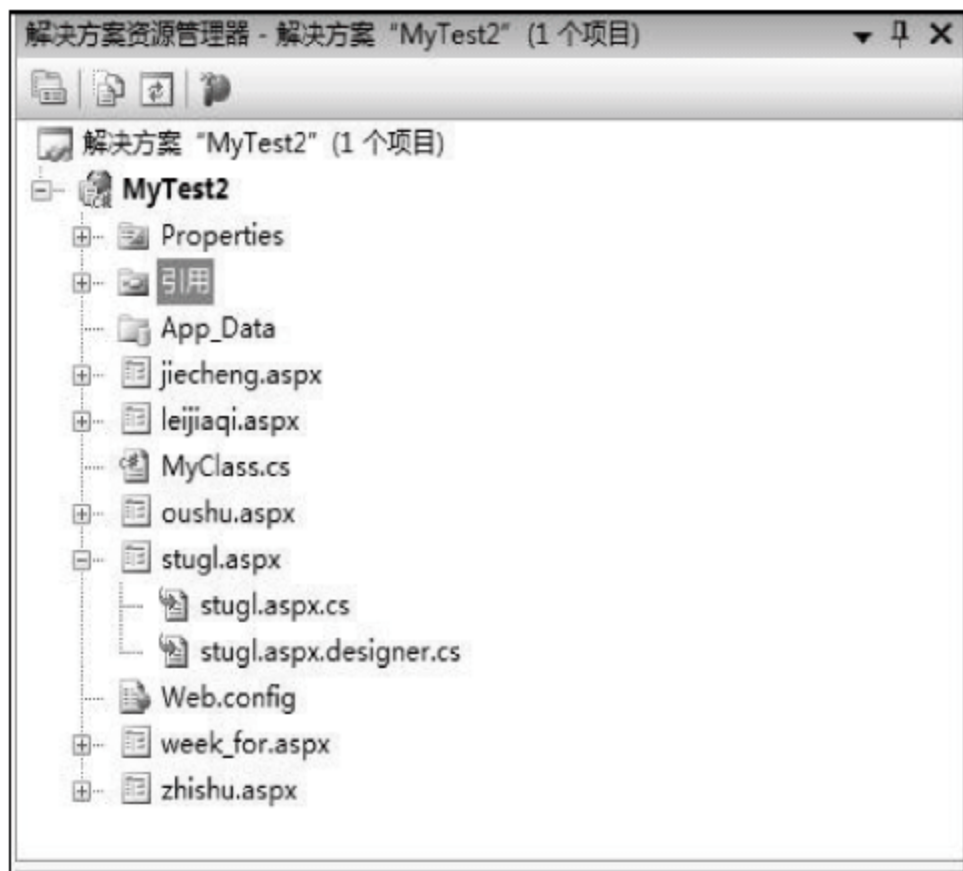 解决方案资源管理器 - 解决方案 “MyTest2” (1 个项目)
解决方案 “MyTest2” (1 个项目)
MyTest2
Properties
引用
App_Data
jiecheng.aspx
leijiaqi.aspx
MyClass.cs
oushu.aspx
stugl.aspx
stugl.aspx.cs
stugl.aspx.designer.cs
Web.config
week_for.aspx
zhishu.aspx